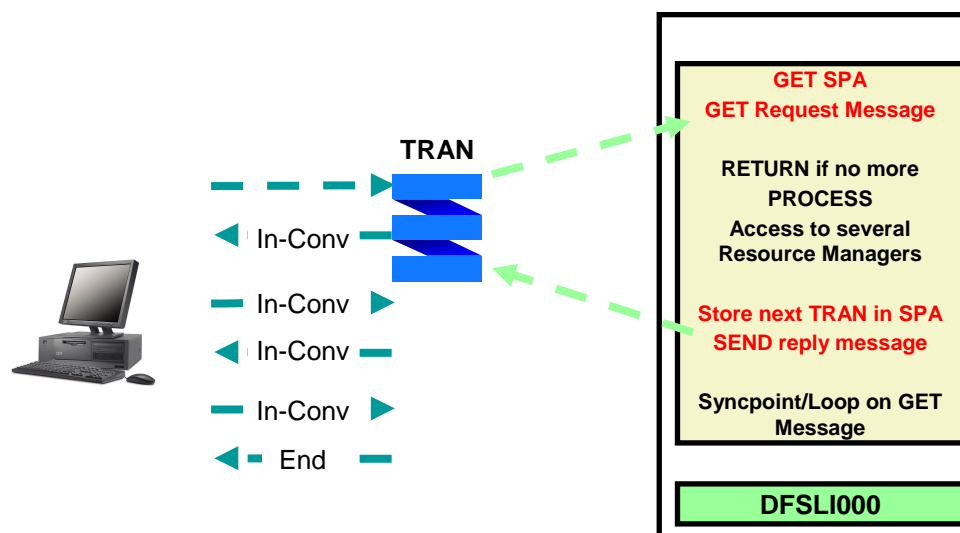 GET SPA
GET Request Message
TRAN
RETURN if no more
PROCESS
Access to several
Resource Managers
In-Conv
In-Conv
Store next TRAN in SPA
SEND reply message
In-Conv
In-Conv
Syncpoint/Loop on GET
Message
End
DFSLI000